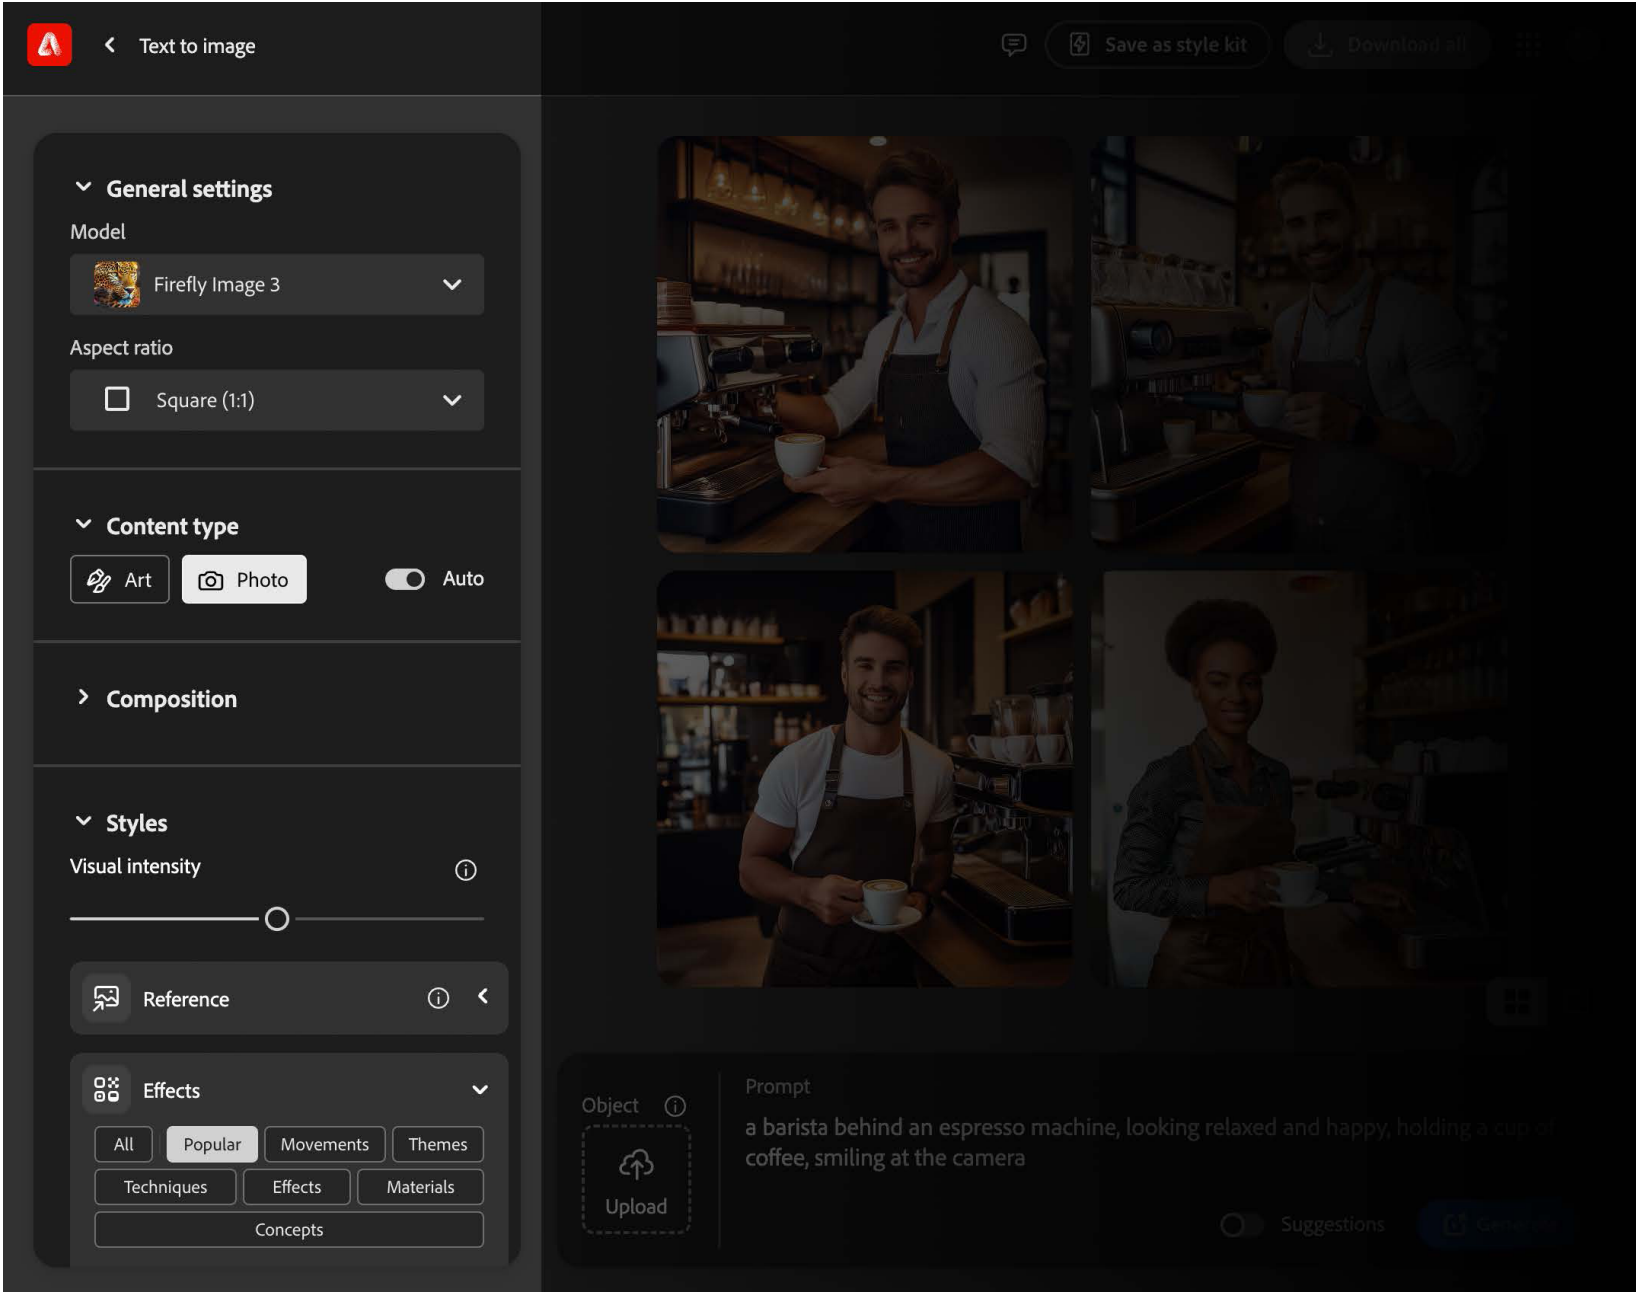 Text to image
Save as style kit
Download all
General settings
Model
Firefly Image 3
Aspect ratio
Square (1:1)
Content type
Art
Photo
Auto
Composition
Styles
Visual intensity
Reference
Effects
All
Popular
Movements
Themes
Techniques
Effects
Materials
Concepts
Object
Upload
Prompt
a barista behind an espresso machine, looking relaxed and happy, holding a cup of
coffee, smiling at the camera
Suggestions
Generate